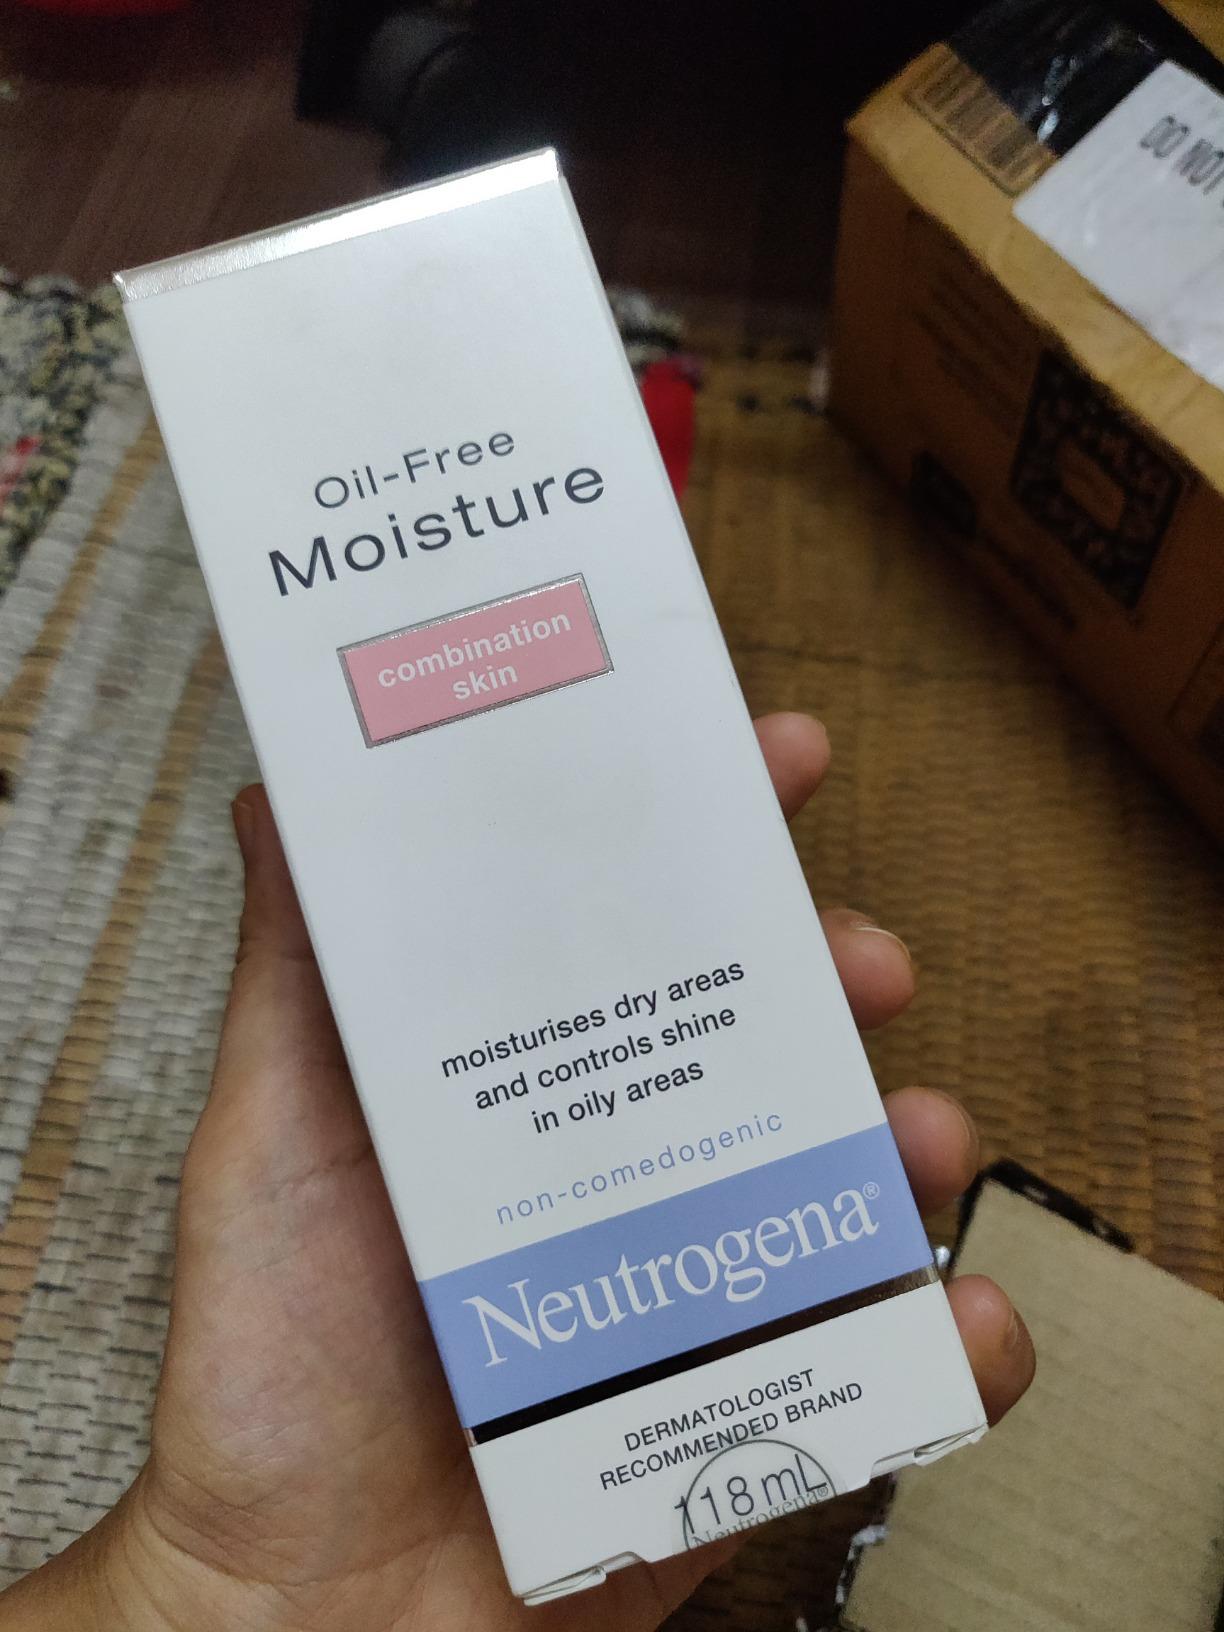 Oil-Free
Moisture
combination
skin
moisturises dry areas
and controls shine
in oily areas
non-comedogenic
Neutrogena®
DERMATOLOGIST
RECOMMENDED BRAND
118 mL
Neutrogena®
DO NOT